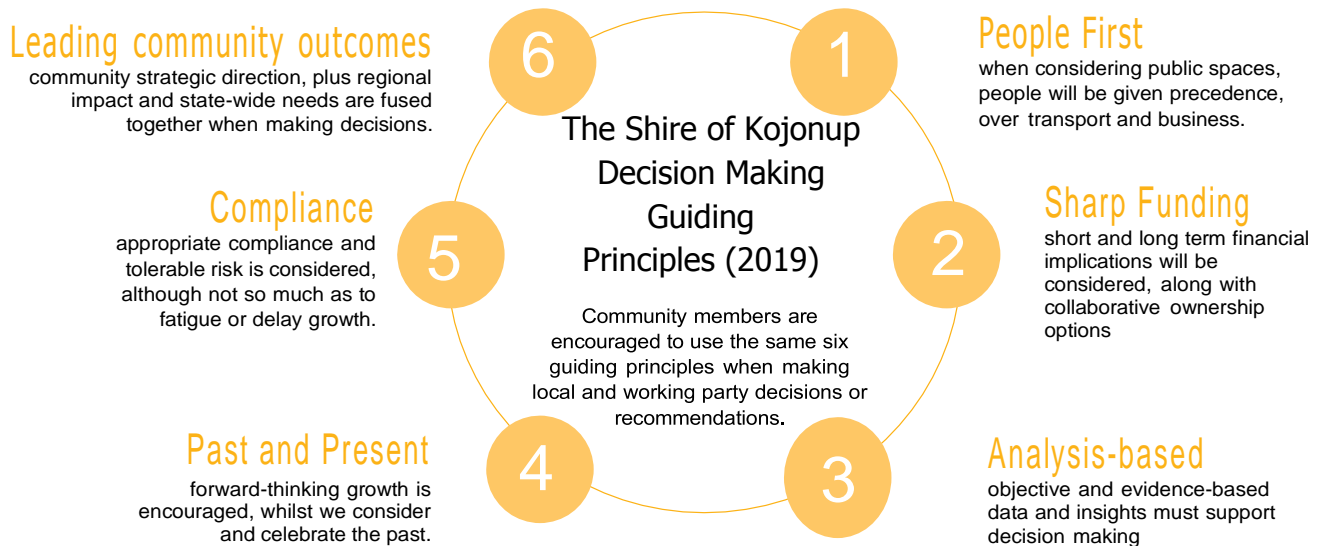 The Shire of Kojonup
Decision Making
Guiding
Principles (2019)
Community members are
encouraged to use the same six
guiding principles when making
local and working party decisions or
recommendations.
1
People First
when considering public spaces,
people will be given precedence,
over transport and business.
2
Sharp Funding
short and long term financial
implications will be
considered, along with
collaborative ownership
options
3
Analysis-based
objective and evidence-based
data and insights must support
decision making
4
Past and Present
forward-thinking growth is
encouraged, whilst we consider
and celebrate the past.
5
Compliance
appropriate compliance and
tolerable risk is considered,
although not so much as to
fatigue or delay growth.
6
Leading community outcomes
community strategic direction, plus regional
impact and state-wide needs are fused
together when making decisions.